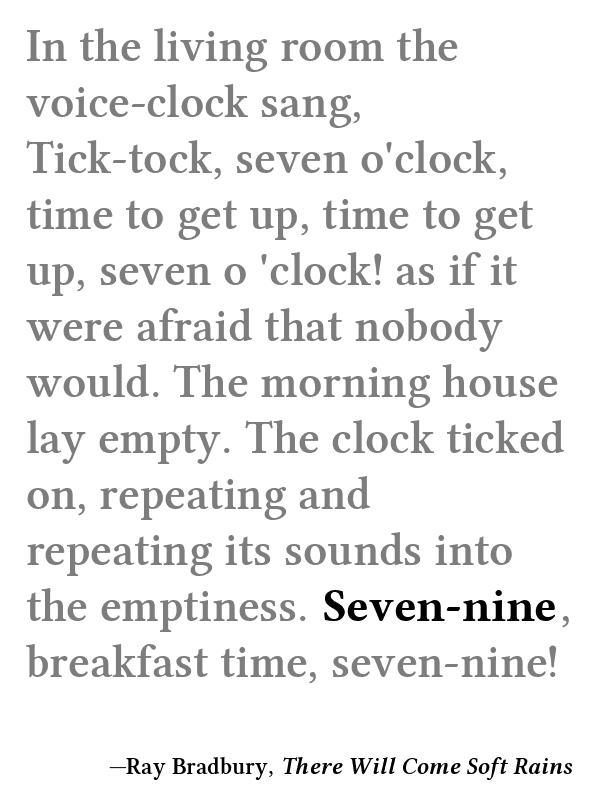 In the living room the
voice-clock sang,
Tick-tock, seven o'clock,
time to get up, time to get
up, seven o 'clock! as if it
were afraid that nobody
would. The morning house
lay empty. The clock ticked
on, repeating and
repeating its sounds into
the emptiness. Seven-nine,
breakfast time, seven-nine!
—Ray Bradbury, There Will Come Soft Rains